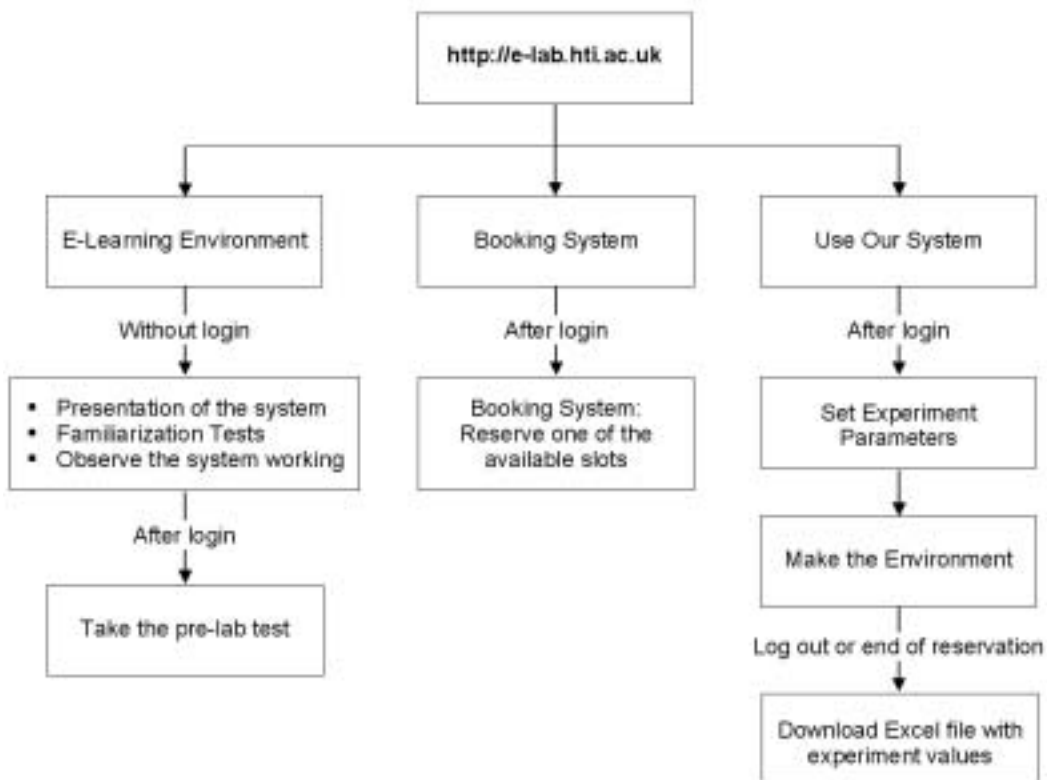 http://e-lab.hti.ac.uk
E-Learning Environment
Booking System
Use Our System
Without login
After login
After login
▪ Presentation of the system
▪ Familiarization Tests
▪ Observe the system working
Booking System:
Reserve one of the
available slots
Set Experiment
Parameters
After login
Make the Environment
Take the pre-lab test
Log out or end of reservation
Download Excel file with
experiment values